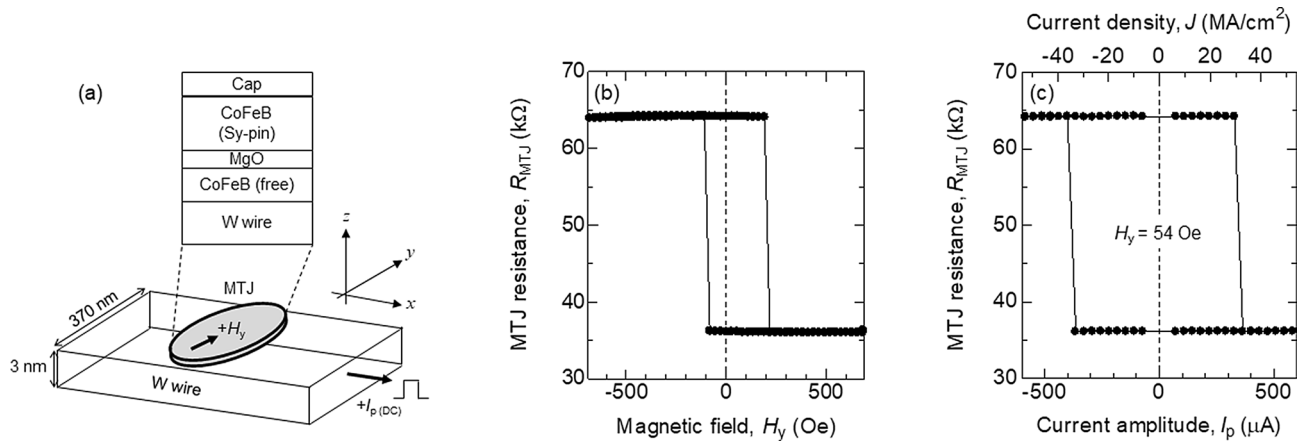 (a)
Cap
CoFeB
(Sy-pin)
MgO
CoFeB (free)
W wire
z
y
x
MTJ
370 nm
+Hy
3 nm
W wire
+Ip (DC)
(b)
MTJ resistance, RMTJ (kΩ)
70
60
50
40
30
-500
0
500
Magnetic field, Hy (Oe)
Current density, J (MA/cm²)
-40
-20
0
20
40
(c)
MTJ resistance, RMTJ (kΩ)
70
60
50
40
30
Hy = 54 Oe
-500
0
500
Current amplitude, Ip (μA)